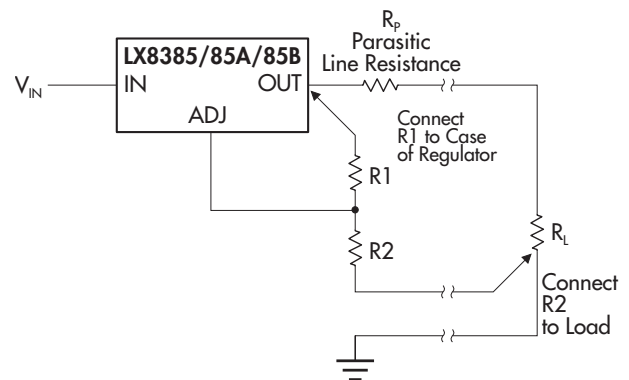 R_P
Parasitic
Line Resistance
LX8385/85A/85B
V_IN
IN
OUT
ADJ
Connect
R1 to Case
of Regulator
R1
R2
R_L
Connect
R2
to Load